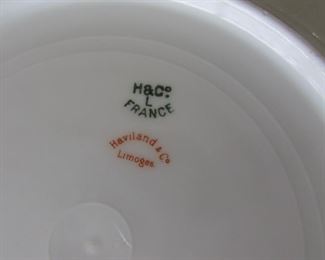 H&Co
L
FRANCE
Haviland & Co
Limoges